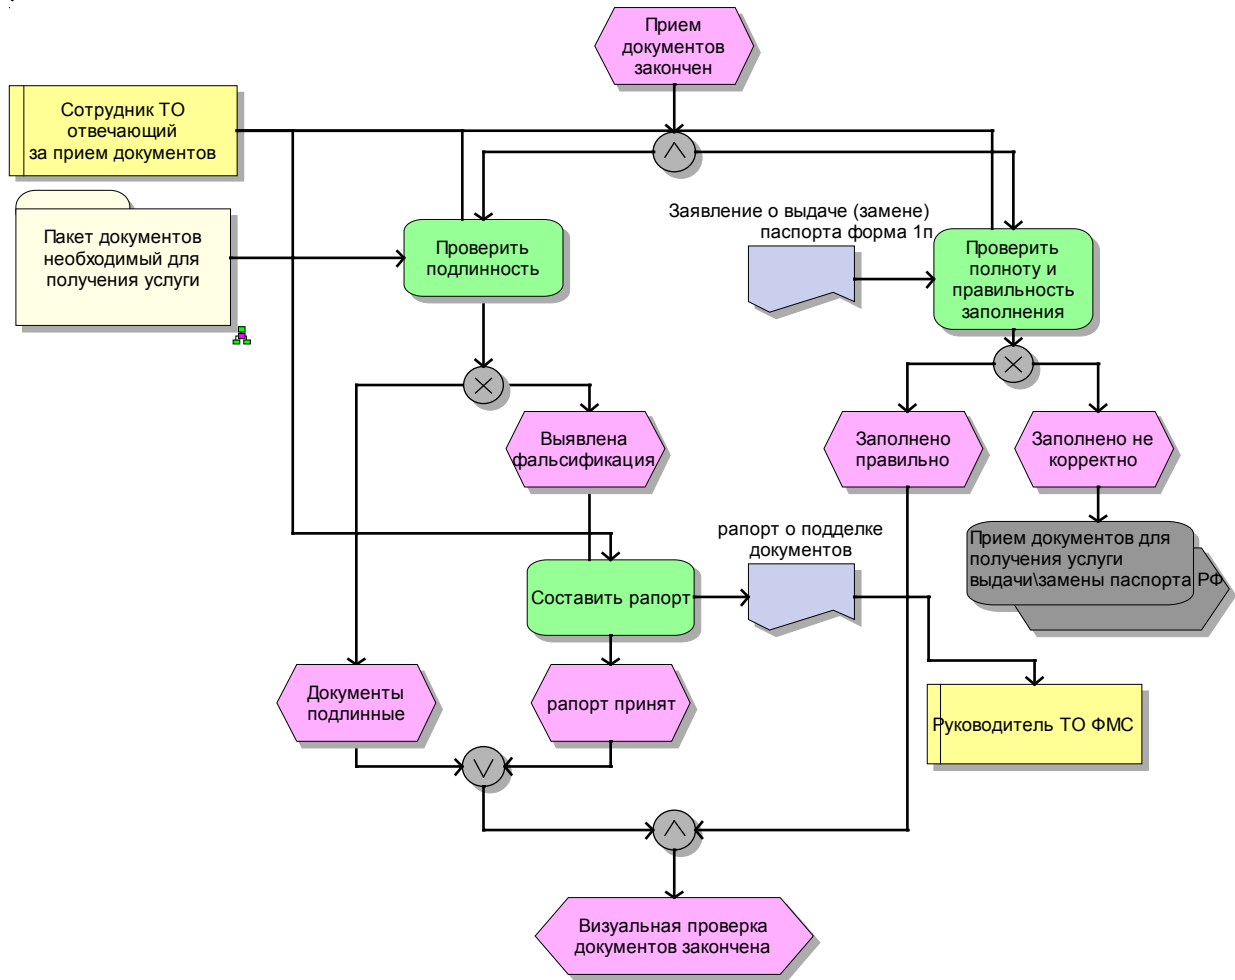 Прием
документов
закончен
Сотрудник ТО
отвечающий
за прием документов
Пакет документов
необходимый для
получения услуги
Проверить
подлинность
Заявление о выдаче (замене)
паспорта форма 1п
Проверить
полноту и
правильность
заполнения
Выявлена
фальсификация
Заполнено
правильно
Заполнено не
корректно
рапорт о подделке
документов
Прием документов для
получения услуги
выдачи\замены паспорта РФ
Составить рапорт
Документы
подлинные
рапорт принят
Руководитель ТО ФМС
Визуальная проверка
документов закончена